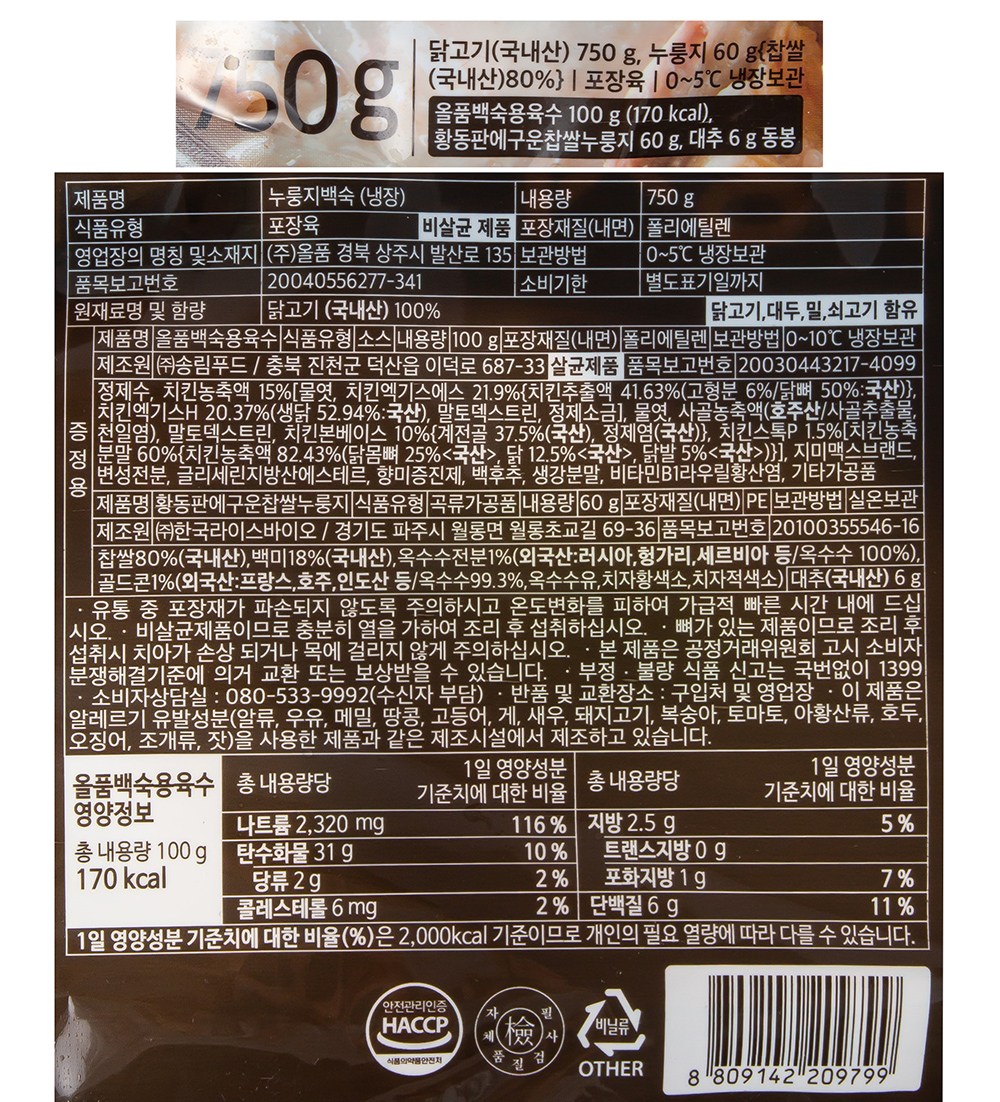 750g
닭고기(국내산) 750 g, 누룽지 60 g{찹쌀
(국내산)80%} | 포장육 | 0~5℃ 냉장보관
올품백숙용육수 100 g (170 kcal),
황동판에구운찹쌀누룽지 60 g, 대추 6 g 동봉
제품명 누룽지백숙 (냉장) 내용량 750 g
식품유형 포장육 비살균 제품 포장재질(내면) 폴리에틸렌
영업장의 명칭 및소재지 (주)올품 경북 상주시 발산로 135 보관방법 0~5℃ 냉장보관
품목보고번호 20040556277-341 소비기한 별도표기일까지
원재료명 및 함량 닭고기 (국내산) 100% 닭고기,대두,밀,쇠고기 함유
증정용
제품명 올품백숙용육수 식품유형 소스 내용량 100 g 포장재질(내면) 폴리에틸렌 보관방법 0~10℃ 냉장보관
제조원 ㈜송림푸드 / 충북 진천군 덕산읍 이덕로 687-33 살균제품 품목보고번호 20030443217-4099
정제수, 치킨농축액 15%[물엿, 치킨엑기스에스 21.9%{치킨추출액 41.63%(고형분 6%/닭뼈 50%:국산)},
치킨엑기스H 20.37%(생닭 52.94%:국산), 말토덱스트린, 정제소금], 물엿, 사골농축액(호주산/사골추출물,
천일염), 말토덱스트린, 치킨본베이스 10%{계전골 37.5%(국산), 정제염(국산)}, 치킨스톡P 1.5%[치킨농축
분말 60%{치킨농축액 82.43%(닭몸뼈 25%<국산>, 닭 12.5%<국산>, 닭발 5%<국산>)}], 지미맥스브랜드,
변성전분, 글리세린지방산에스테르, 향미증진제, 백후추, 생강분말, 비타민B1라우릴황산염, 기타가공품
제품명 황동판에구운찹쌀누룽지 식품유형 곡류가공품 내용량 60 g 포장재질(내면) PE 보관방법 실온보관
제조원 ㈜한국라이스바이오 / 경기도 파주시 월롱면 월롱초교길 69-36 품목보고번호 20100355546-16
찹쌀80%(국내산),백미18%(국내산),옥수수전분1%(외국산:러시아,헝가리,세르비아 등/옥수수 100%),
골드콘1%(외국산:프랑스,호주,인도산 등/옥수수99.3%,옥수수유,치자황색소,치자적색소) 대추(국내산) 6 g
· 유통 중 포장재가 파손되지 않도록 주의하시고 온도변화를 피하여 가급적 빠른 시간 내에 드십
시오. · 비살균제품이므로 충분히 열을 가하여 조리 후 섭취하십시오. · 뼈가 있는 제품이므로 조리 후
섭취시 치아가 손상 되거나 목에 걸리지 않게 주의하십시오. · 본 제품은 공정거래위원회 고시 소비자
분쟁해결기준에 의거 교환 또는 보상받을 수 있습니다. · 부정 · 불량 식품 신고는 국번없이 1399
· 소비자상담실 : 080-533-9992(수신자 부담) · 반품 및 교환장소 : 구입처 및 영업장 · 이 제품은
알레르기 유발성분(알류, 우유, 메밀, 땅콩, 고등어, 게, 새우, 돼지고기, 복숭아, 토마토, 아황산류, 호두,
오징어, 조개류, 잣)을 사용한 제품과 같은 제조시설에서 제조하고 있습니다.
올품백숙용육수
영양정보
총 내용량 100 g
170 kcal
총 내용량당 1일 영양성분 기준치에 대한 비율 총 내용량당 1일 영양성분 기준치에 대한 비율
나트륨 2,320 mg 116 % 지방 2.5 g 5 %
탄수화물 31 g 10 % 트랜스지방 0 g
당류 2 g 2 % 포화지방 1 g 7 %
콜레스테롤 6 mg 2 % 단백질 6 g 11 %
1일 영양성분 기준치에 대한 비율(%)은 2,000kcal 기준이므로 개인의 필요 열량에 따라 다를 수 있습니다.
안전관리인증
HACCP
식품의약품안전처
자체품질검사필
檢
비닐류
OTHER
8 809142 209799